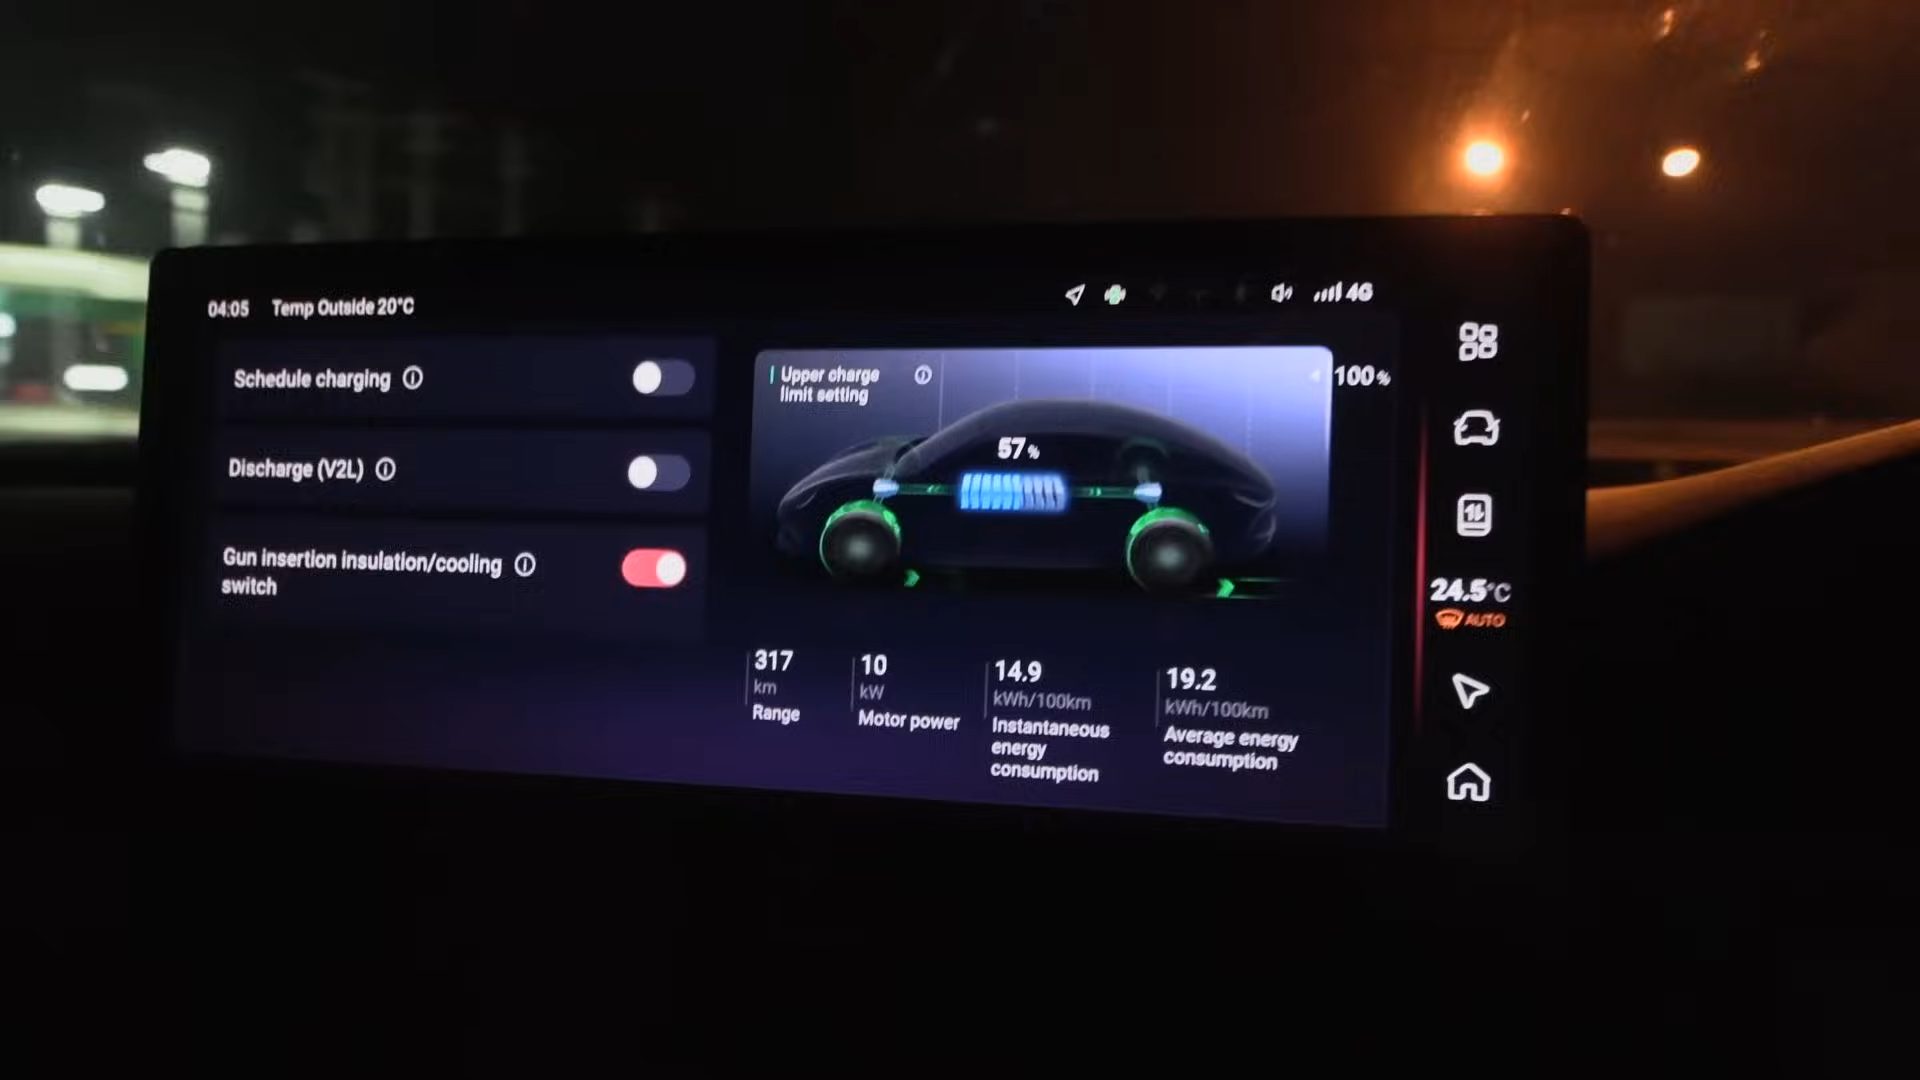 04:05 Temp Outside 20°C
4G
Schedule charging
Discharge (V2L)
Gun insertion insulation/cooling
switch
Upper charge
limit setting
100%
57%
317
km
Range
10
kW
Motor power
14.9
kWh/100km
Instantaneous
energy
consumption
19.2
kWh/100km
Average energy
consumption
24.5°C
AUTO